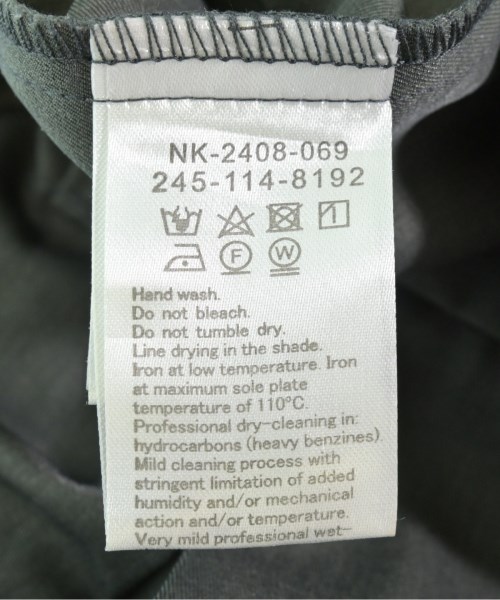 NK-2408-069
245-114-8192
F W
Hand wash.
Do not bleach.
Do not tumble dry.
Line drying in the shade.
Iron at low temperature. Iron
at maximum sole plate
temperature of 110°C.
Professional dry-cleaning in:
hydrocarbons (heavy benzines).
Mild cleaning process with
stringent limitation of added
humidity and/or mechanical
action and/or temperature.
Very mild professional wet-